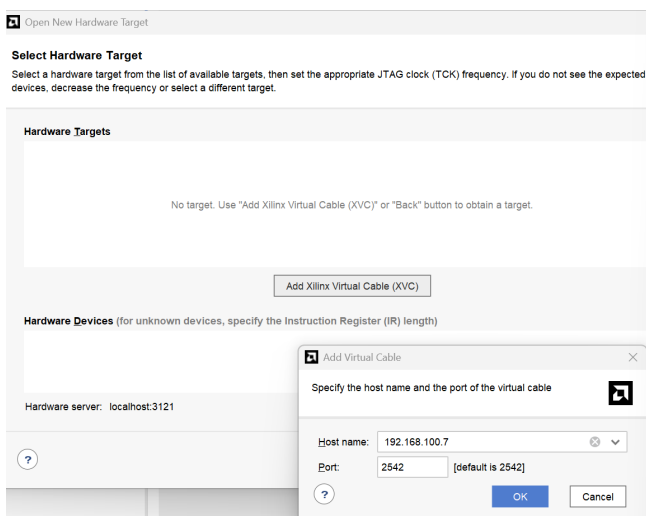 Open New Hardware Target
Select Hardware Target
Select a hardware target from the list of available targets, then set the appropriate JTAG clock (TCK) frequency. If you do not see the expected
devices, decrease the frequency or select a different target.
Hardware Targets
No target. Use "Add Xilinx Virtual Cable (XVC)" or "Back" button to obtain a target.
Add Xilinx Virtual Cable (XVC)
Hardware Devices (for unknown devices, specify the Instruction Register (IR) length)
Hardware server: localhost:3121
?
Add Virtual Cable
Specify the host name and the port of the virtual cable
Host name: 192.168.100.7
Port: 2542 [default is 2542]
?
OK Cancel